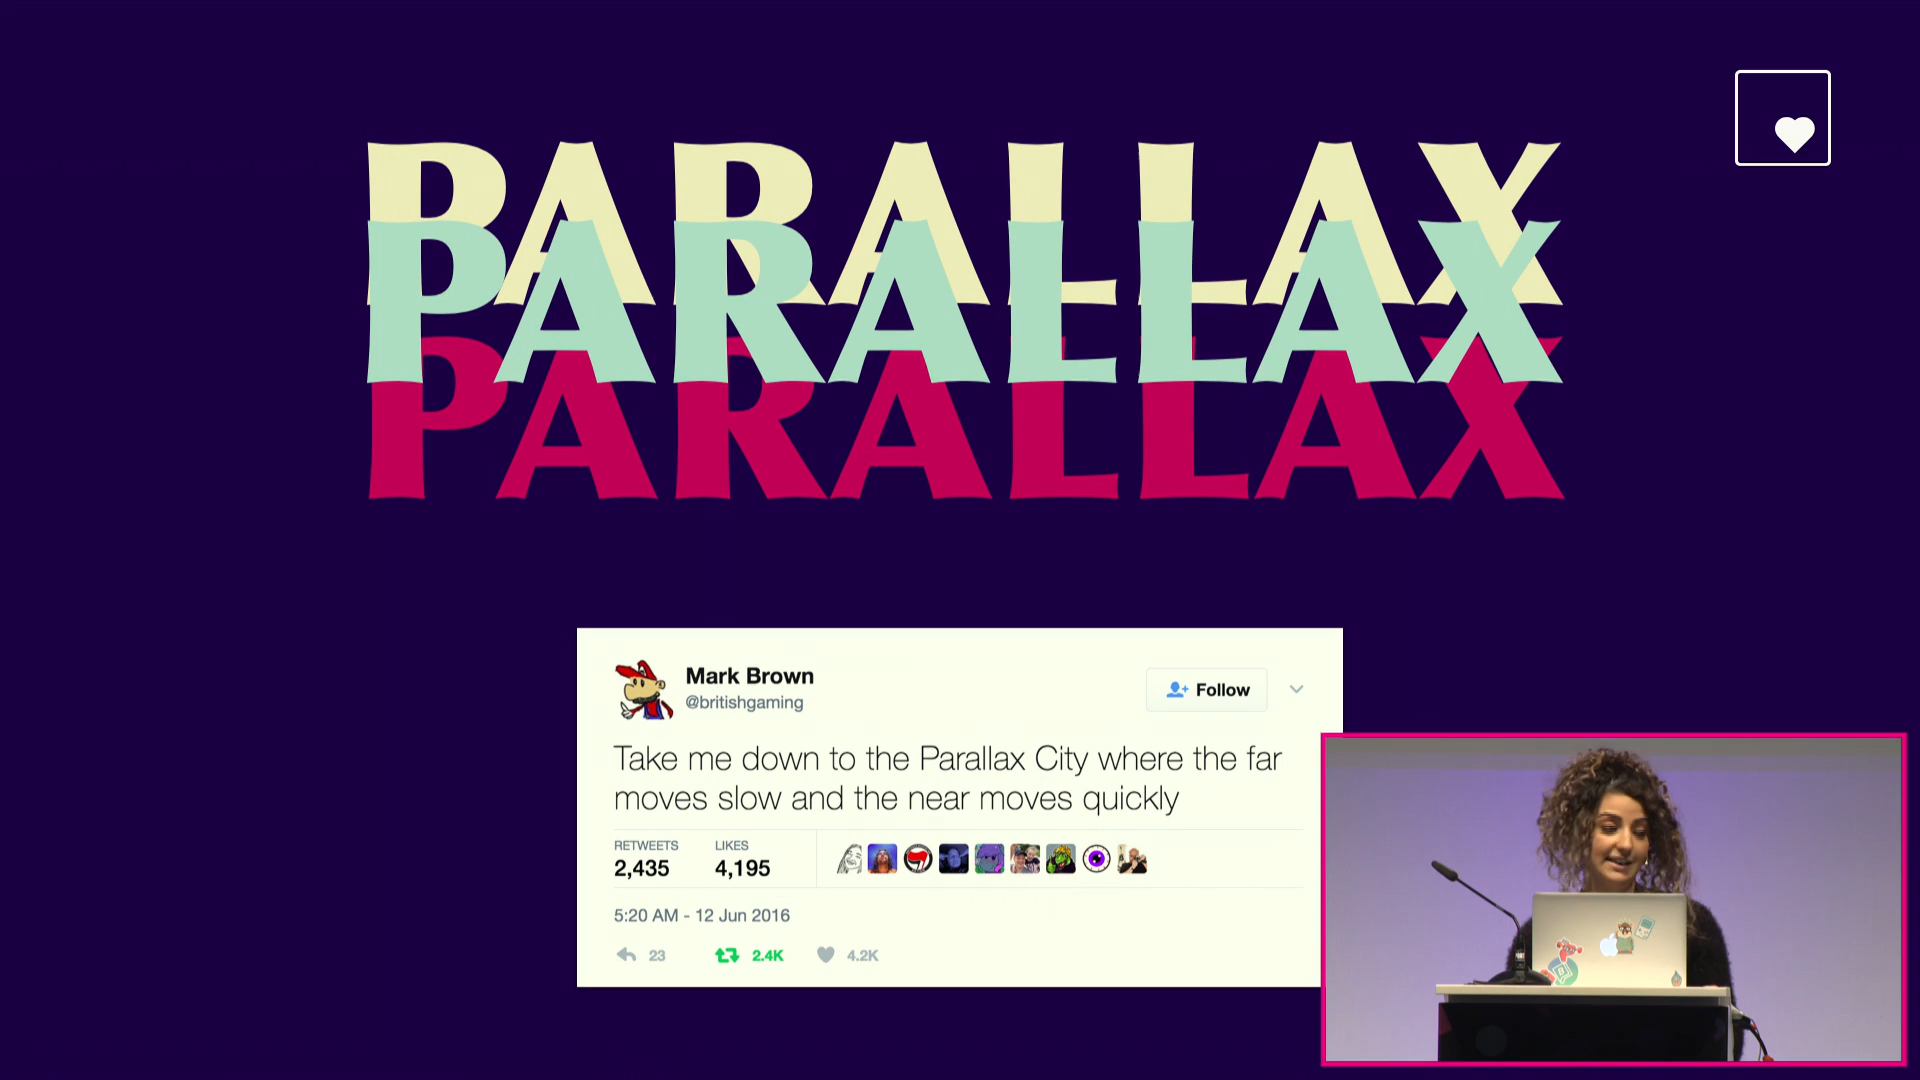 PARALLAX
PARALLAX
PARALLAX
Mark Brown
@britishgaming
Follow
Take me down to the Parallax City where the far
moves slow and the near moves quickly
RETWEETS LIKES
2,435 4,195
5:20 AM - 12 Jun 2016
23 2.4K 4.2K